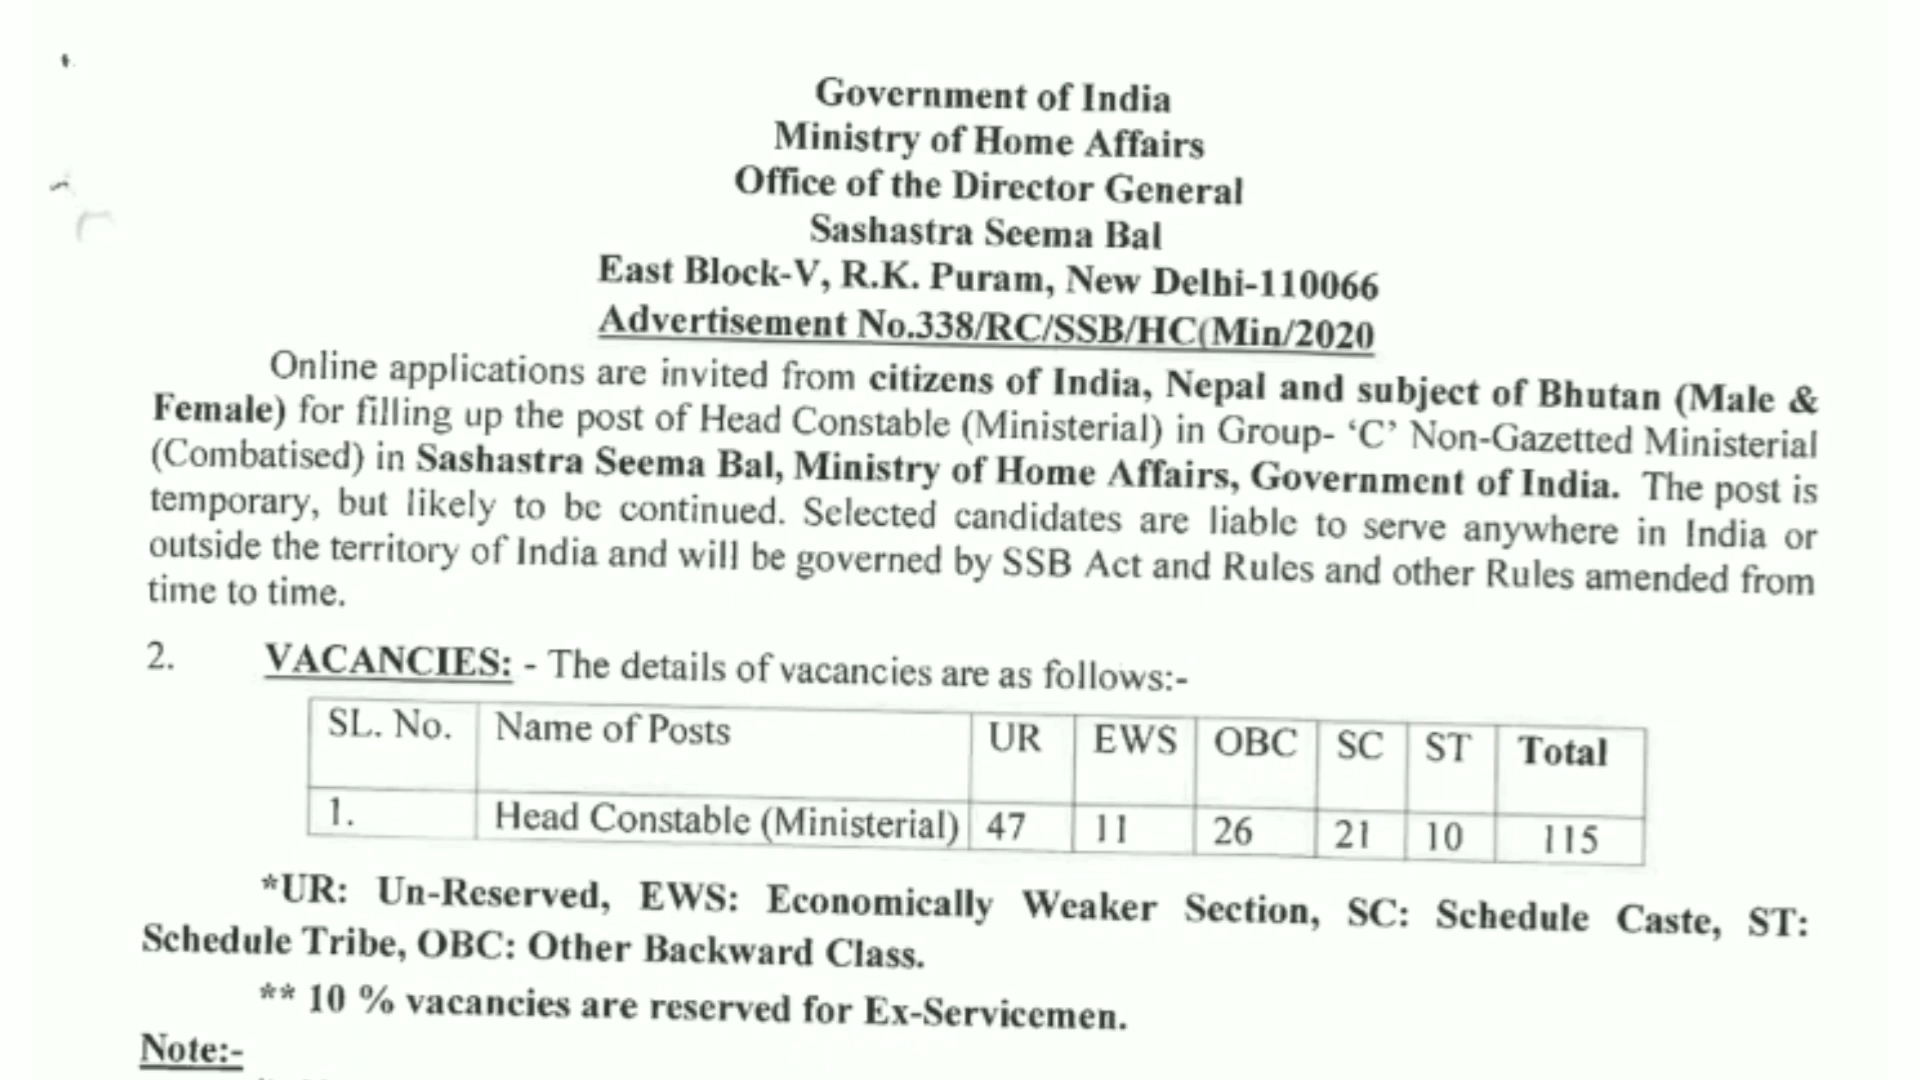 Government of India
Ministry of Home Affairs
Office of the Director General
Sashastra Seema Bal
East Block-V, R.K. Puram, New Delhi-110066
Advertisement No.338/RC/SSB/HC(Min/2020
Online applications are invited from citizens of India, Nepal and subject of Bhutan (Male &
Female) for filling up the post of Head Constable (Ministerial) in Group- ‘C’ Non-Gazetted Ministerial
(Combatised) in Sashastra Seema Bal, Ministry of Home Affairs, Government of India. The post is
temporary, but likely to be continued. Selected candidates are liable to serve anywhere in India or
outside the territory of India and will be governed by SSB Act and Rules and other Rules amended from
time to time.
2. VACANCIES: - The details of vacancies are as follows:-
SL. No. Name of Posts UR EWS OBC SC ST Total
1. Head Constable (Ministerial) 47 11 26 21 10 115
*UR: Un-Reserved, EWS: Economically Weaker Section, SC: Schedule Caste, ST:
Schedule Tribe, OBC: Other Backward Class.
** 10 % vacancies are reserved for Ex-Servicemen.
Note:-